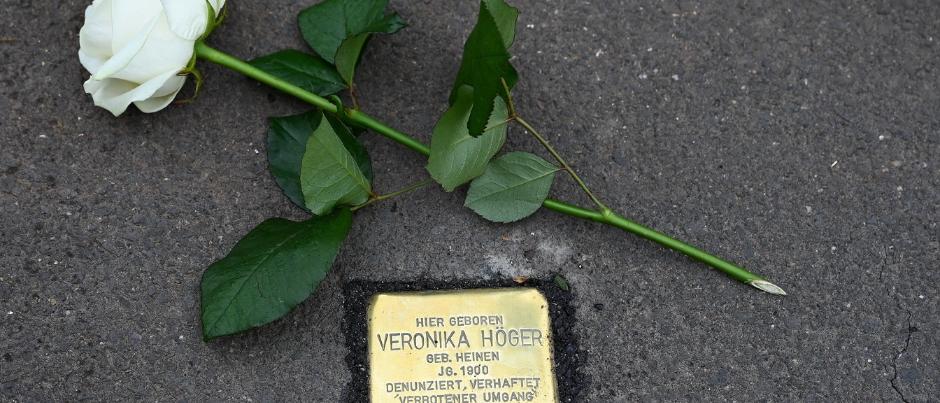 HIER GEBOREN
VERONIKA HÖGER
GEB. HEINEN
JG. 1900
DENUNZIERT, VERHAFTET
'VERBOTENER UMGANG'